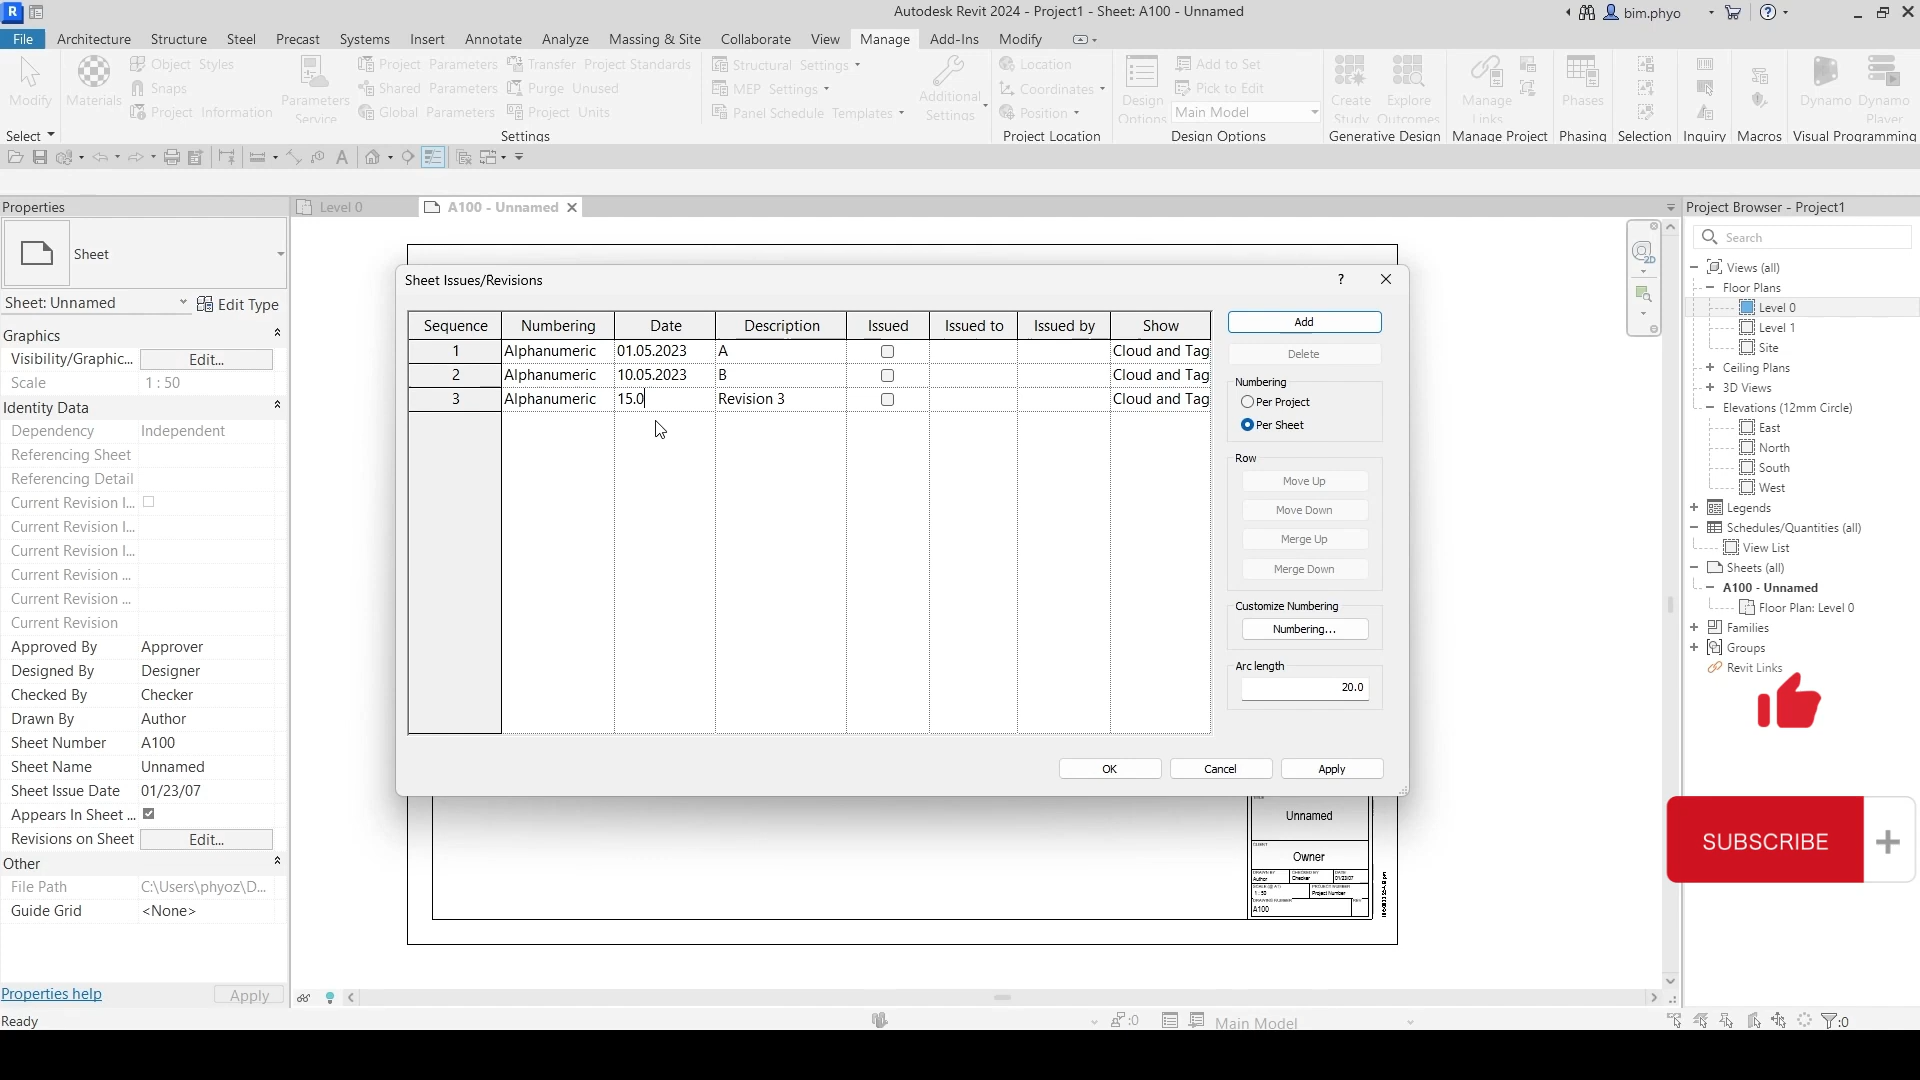 Autodesk Revit 2024 - Project1 - Sheet: A100 - Unnamed
bim.phyo
File Architecture Structure Steel Precast Systems Insert Annotate Analyze Massing & Site Collaborate View Manage Add-Ins Modify
Modify
Materials
Object Styles
Snaps
Project Information
Parameters
Service
Project Parameters
Shared Parameters
Global Parameters
Transfer Project Standards
Purge Unused
Project Units
Structural Settings
MEP Settings
Panel Schedule Templates
Additional
Settings
Location
Coordinates
Position
Design
Options
Add to Set
Pick to Edit
Main Model
Create
Study
Explore
Outcomes
Manage
Links
Phases
Dynamo
Dynamo
Player
Select
Settings
Project Location
Design Options
Generative Design
Manage Project
Phasing
Selection
Inquiry
Macros
Visual Programming
Properties
Sheet
Sheet: Unnamed
Edit Type
Graphics
Visibility/Graphic... Edit...
Scale 1 : 50
Identity Data
Dependency Independent
Referencing Sheet
Referencing Detail
Current Revision I...
Current Revision I...
Current Revision I...
Current Revision ...
Current Revision ...
Current Revision
Approved By Approver
Designed By Designer
Checked By Checker
Drawn By Author
Sheet Number A100
Sheet Name Unnamed
Sheet Issue Date 01/23/07
Appears In Sheet ...
Revisions on Sheet Edit...
Other
File Path C:\Users\phyoz\D...
Guide Grid <None>
Properties help
Apply
Ready
Level 0
A100 - Unnamed
Sheet Issues/Revisions
Sequence Numbering Date Description Issued Issued to Issued by Show
1 Alphanumeric 01.05.2023 A Cloud and Tag
2 Alphanumeric 10.05.2023 B Cloud and Tag
3 Alphanumeric 15.0 Revision 3 Cloud and Tag
Add
Delete
Numbering
Per Project
Per Sheet
Row
Move Up
Move Down
Merge Up
Merge Down
Customize Numbering
Numbering...
Arc length
20.0
OK Cancel Apply
Unnamed
Owner
Author
Checker
01/23/07
1 : 50
Project Number
A100
:0
Main Model
:0
Project Browser - Project1
Search
Views (all)
Floor Plans
Level 0
Level 1
Site
Ceiling Plans
3D Views
Elevations (12mm Circle)
East
North
South
West
Legends
Schedules/Quantities (all)
View List
Sheets (all)
A100 - Unnamed
Floor Plan: Level 0
Families
Groups
Revit Links
SUBSCRIBE
2D